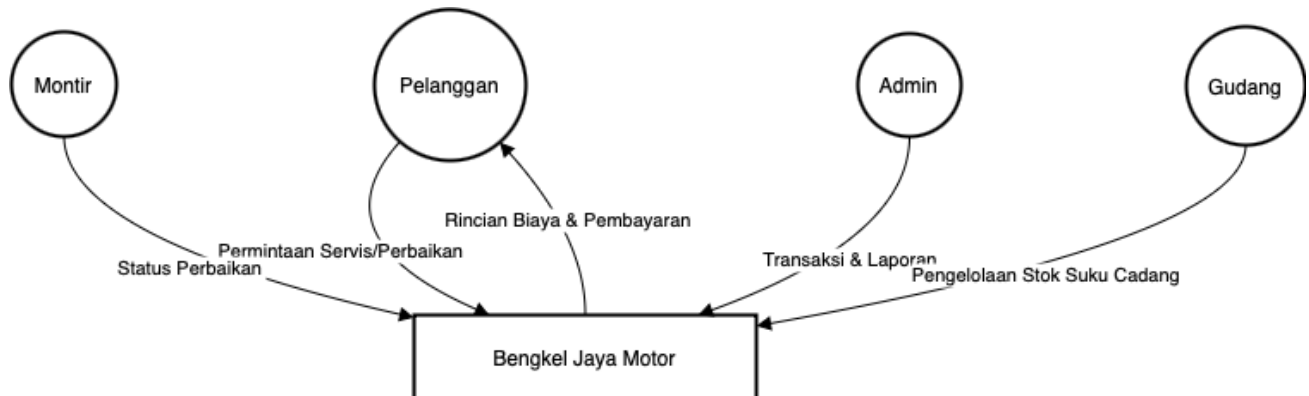 Montir
Pelanggan
Admin
Gudang
Rincian Biaya & Pembayaran
Permintaan Servis/Perbaikan
Status Perbaikan
Transaksi & Laporan
Pengelolaan Stok Suku Cadang
Bengkel Jaya Motor